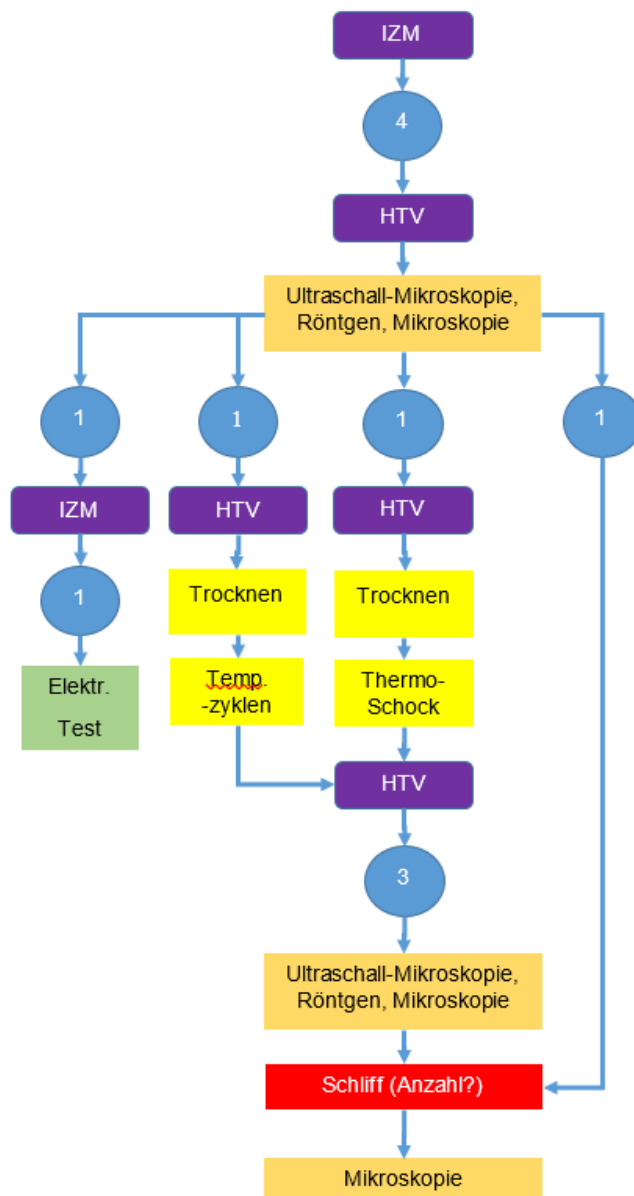 IZM
4
HTV
Ultraschall-Mikroskopie,
Röntgen, Mikroskopie
1
1
1
1
IZM
HTV
HTV
1
Trocknen
Trocknen
Elektr.
Test
Temp.
-zyklen
Thermo-
Schock
HTV
3
Ultraschall-Mikroskopie,
Röntgen, Mikroskopie
Schliff (Anzahl?)
Mikroskopie